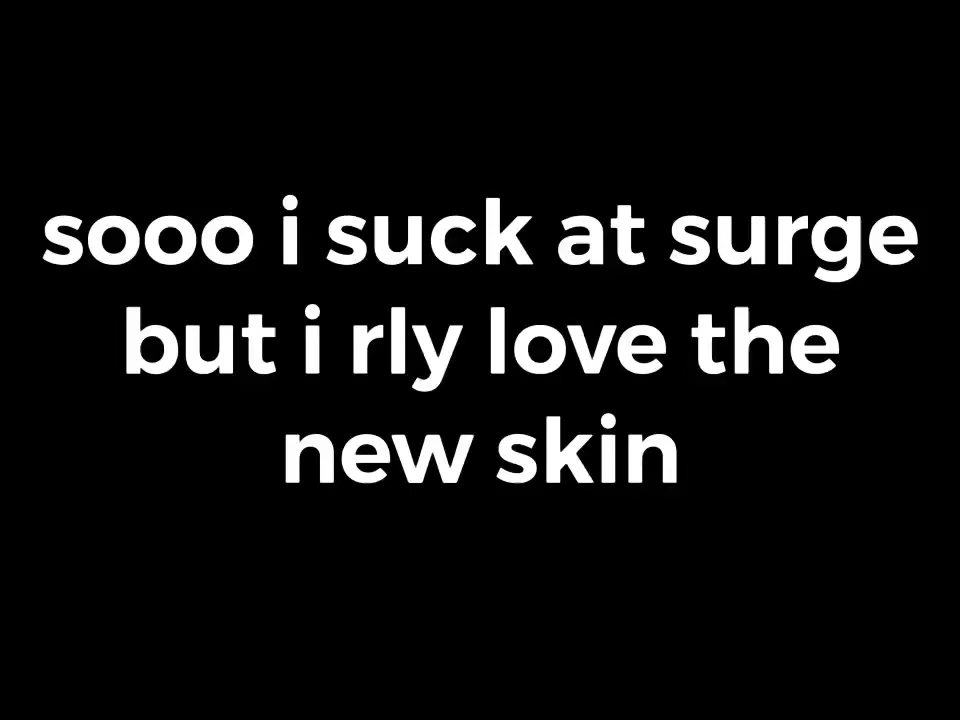 sooo i suck at surge
but i rly love the
new skin